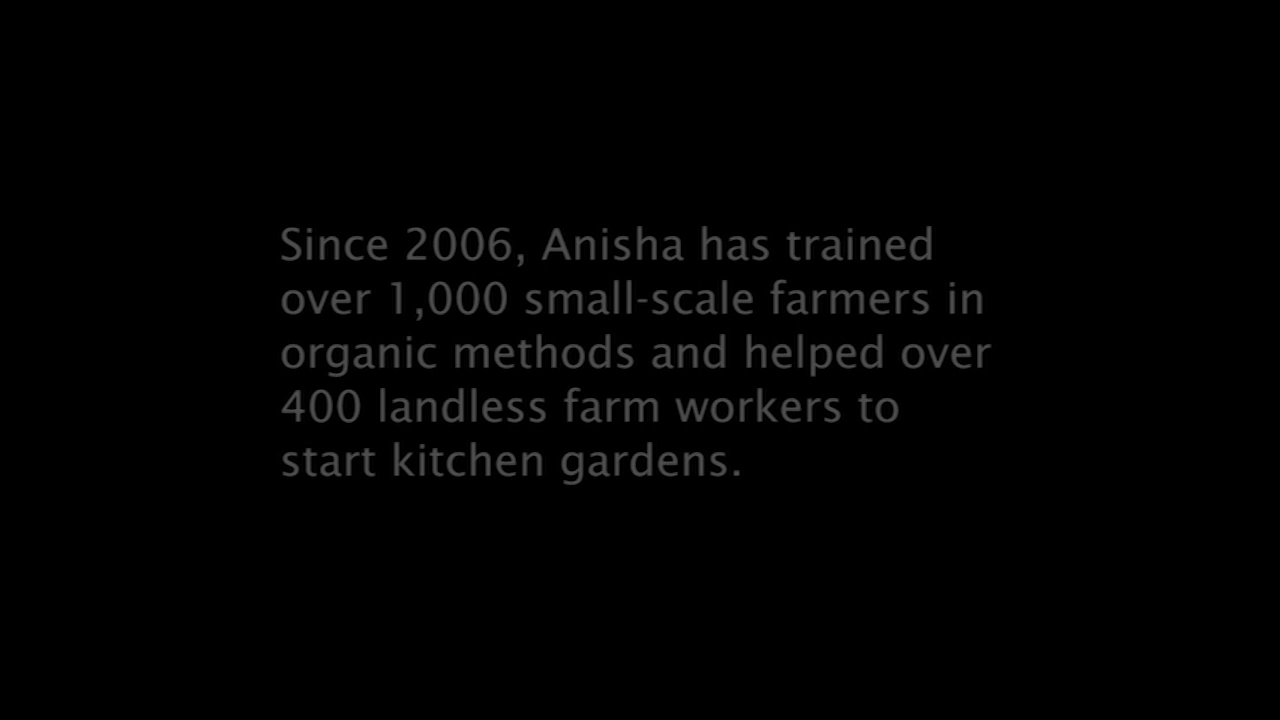 Since 2006, Anisha has trained
over 1,000 small-scale farmers in
organic methods and helped over
400 landless farm workers to
start kitchen gardens.